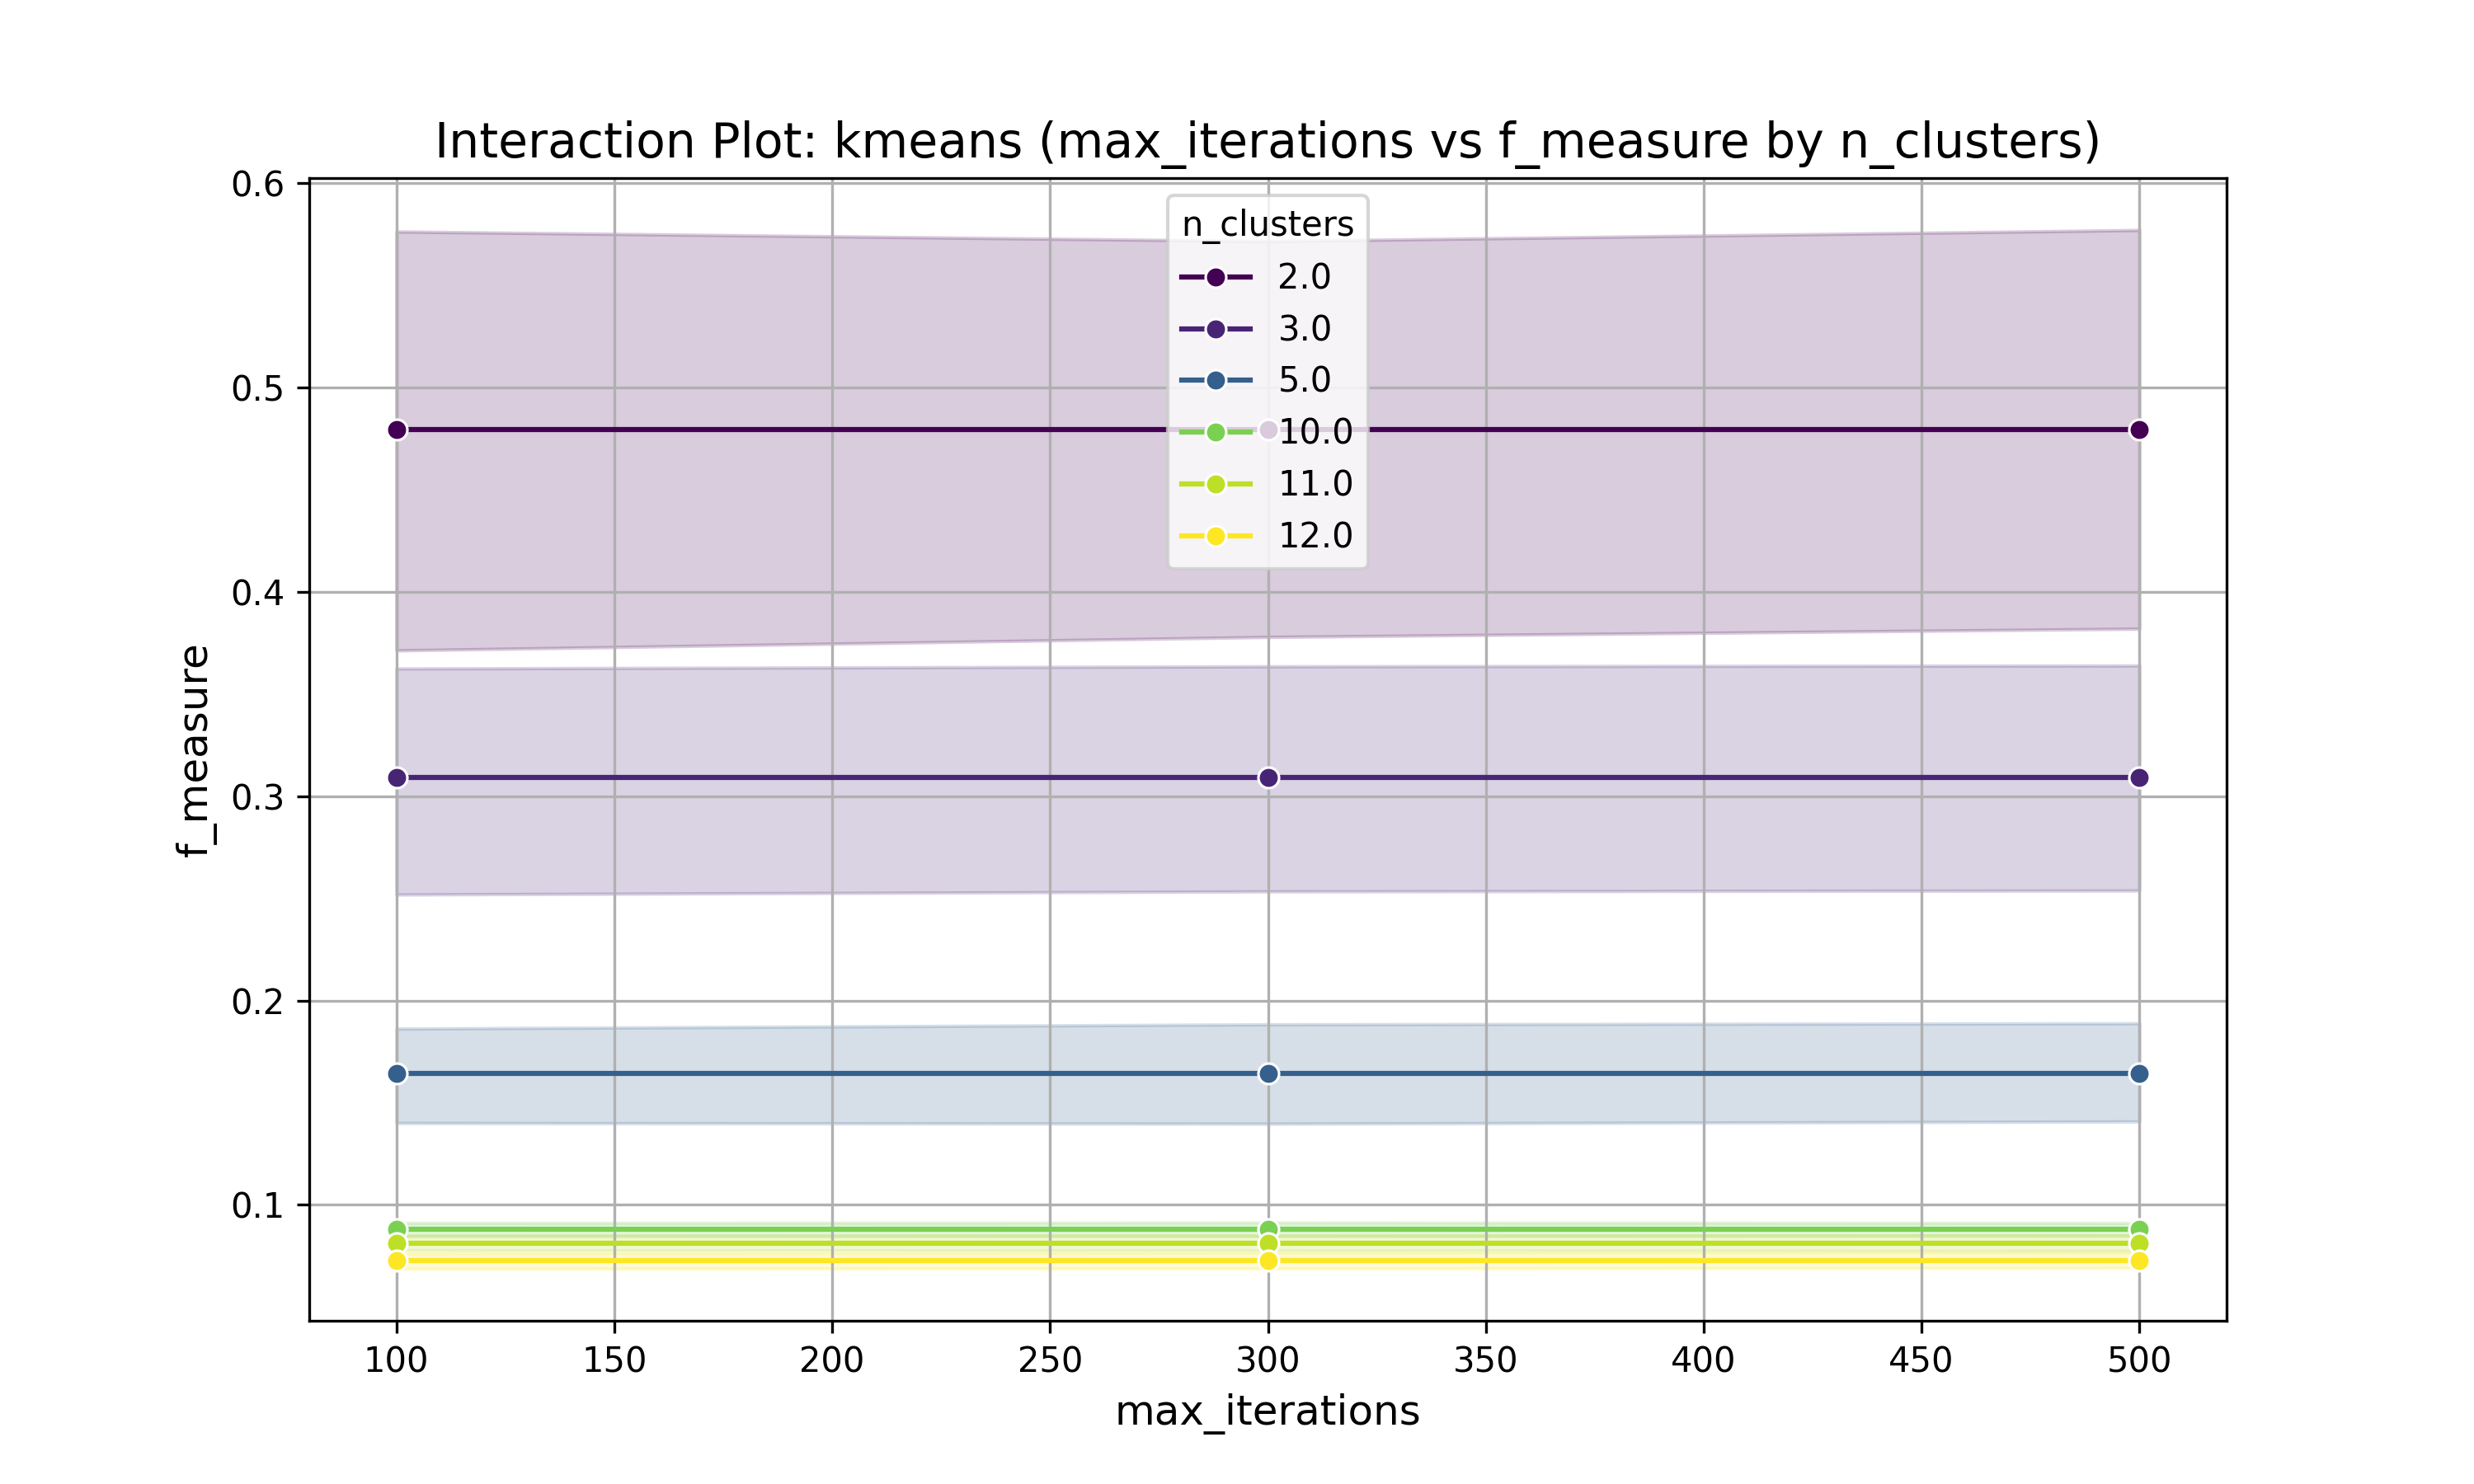 Interaction Plot: kmeans (max_iterations vs f_measure by n_clusters)
0.6
0.5
0.4
0.3
0.2
0.1
f_measure
n_clusters
2.0
3.0
5.0
10.0
11.0
12.0
100 150 200 250 300 350 400 450 500
max_iterations